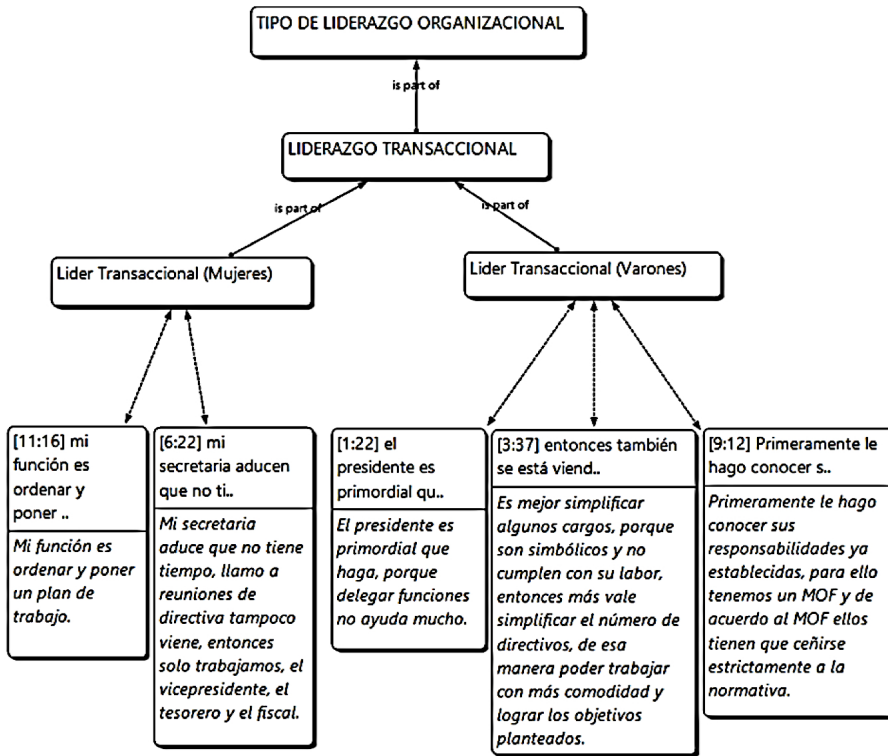 TIPO DE LIDERAZGO ORGANIZACIONAL
is part of
LIDERAZGO TRANSACCIONAL
is part of
is part of
Lider Transaccional (Mujeres)
Lider Transaccional (Varones)
[11:16] mi
función es
ordenar y
poner ..
Mi función es
ordenar y poner
un plan de
trabajo.
[6:22] mi
secretaria aducen
que no ti..
Mi secretaria
aduce que no tiene
tiempo, llamo a
reuniones de
directiva tampoco
viene, entonces
solo trabajamos, el
vicepresidente, el
tesorero y el fiscal.
[1:22] el
presidente es
primordial qu..
El presidente es
primordial que
haga, porque
delegar funciones
no ayuda mucho.
[3:37] entonces también
se está viend..
Es mejor simplificar
algunos cargos, porque
son simbólicos y no
cumplen con su labor,
entonces más vale
simplificar el número de
directivos, de esa
manera poder trabajar
con más comodidad y
lograr los objetivos
planteados.
[9:12] Primeramente le
hago conocer s..
Primeramente le hago
conocer sus
responsabilidades ya
establecidas, para ello
tenemos un MOF y de
acuerdo al MOF ellos
tienen que ceñirse
estrictamente a la
normativa.